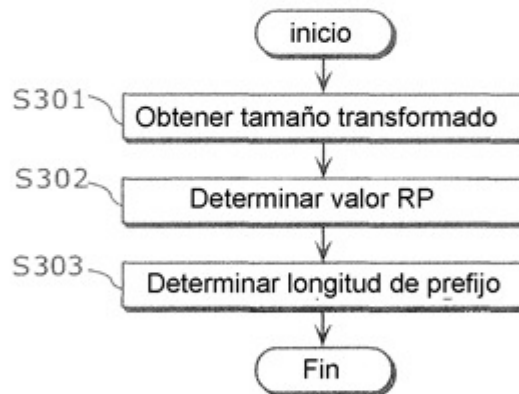 inicio
S301
Obtener tamaño transformado
S302
Determinar valor RP
S303
Determinar longitud de prefijo
Fin